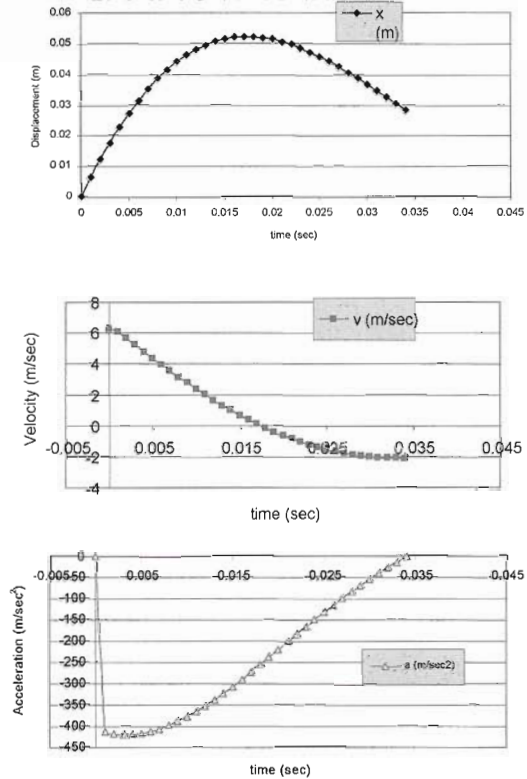 0.06
x
(m)
0.05
0.04
0.03
0.02
0 01
0
0 0.005 0.01 0.015 0.02 0.025 0.03 0.035 0.04 0.045
Displacement (m)
time (sec)
8
6
4
2
0
-2
-4
v (m/sec)
-0.005 0.005 0.015 0.025 0.035 0.045
Velocity (m/sec)
time (sec)
0
-0.00550 0.005 0.015 0.025 0.035 0.045
-100
-150
-200
-250
-300
-350
-400
-450
a (m/sec2)
Acceleration (m/sec²)
time (sec)